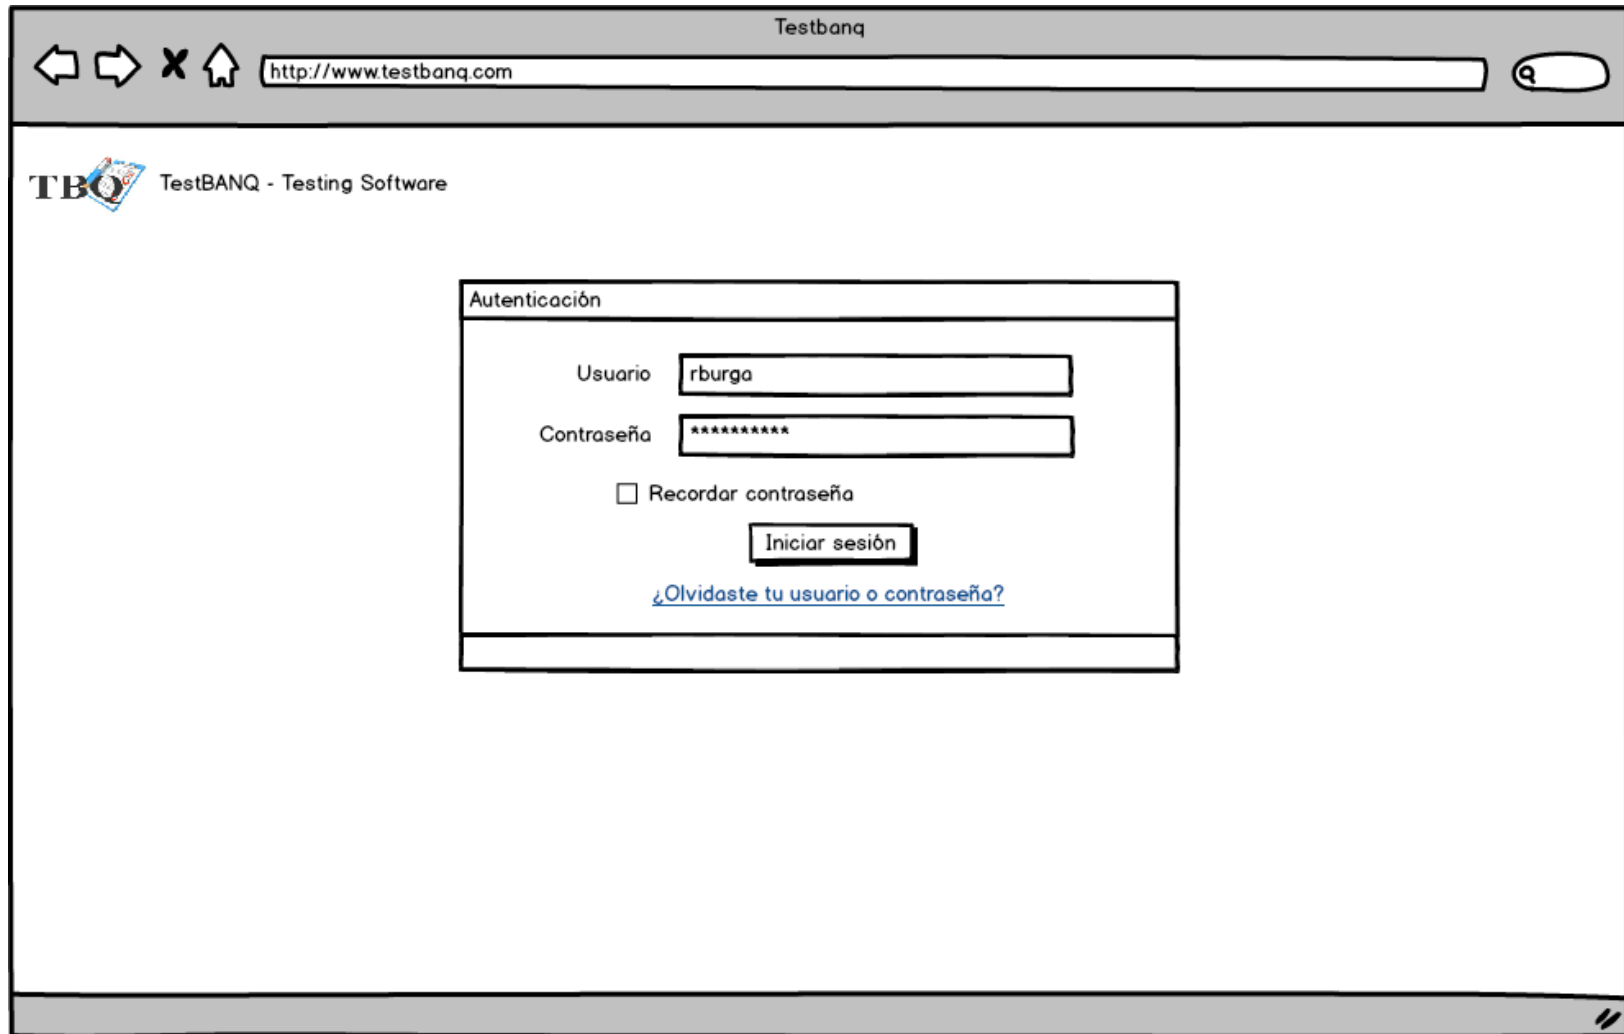 Testbanq
http://www.testbanq.com
TBQ TestBANQ - Testing Software
Autenticación
Usuario rburga
Contraseña **********
Recordar contraseña
Iniciar sesión
¿Olvidaste tu usuario o contraseña?